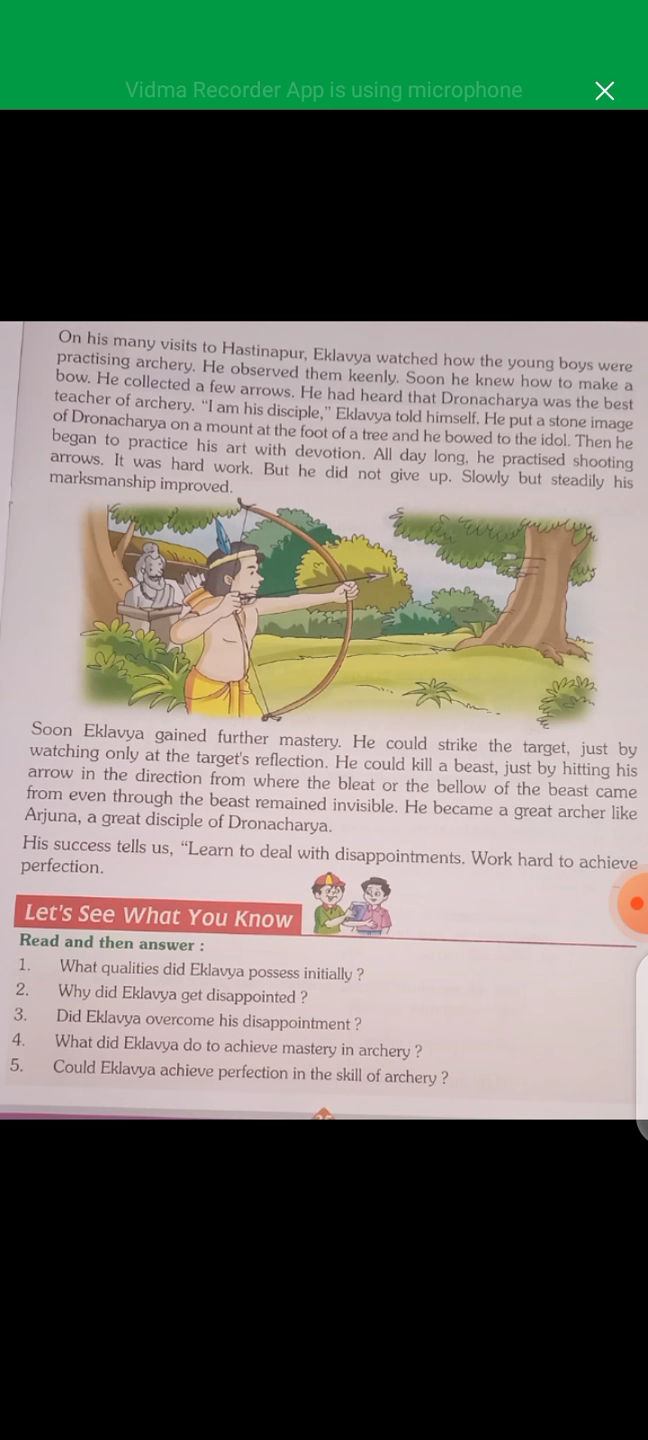 Vidma Recorder App is using microphone
On his many visits to Hastinapur, Eklavya watched how the young boys were
practising archery. He observed them keenly. Soon he knew how to make a
bow. He collected a few arrows. He had heard that Dronacharya was the best
teacher of archery. “I am his disciple,” Eklavya told himself. He put a stone image
of Dronacharya on a mount at the foot of a tree and he bowed to the idol. Then he
began to practice his art with devotion. All day long, he practised shooting
arrows. It was hard work. But he did not give up. Slowly but steadily his
marksmanship improved.
Soon Eklavya gained further mastery. He could strike the target, just by
watching only at the target's reflection. He could kill a beast, just by hitting his
arrow in the direction from where the bleat or the bellow of the beast came
from even through the beast remained invisible. He became a great archer like
Arjuna, a great disciple of Dronacharya.
His success tells us, “Learn to deal with disappointments. Work hard to achieve
perfection.
Let's See What You Know
Read and then answer :
1. What qualities did Eklavya possess initially ?
2. Why did Eklavya get disappointed ?
3. Did Eklavya overcome his disappointment ?
4. What did Eklavya do to achieve mastery in archery ?
5. Could Eklavya achieve perfection in the skill of archery ?